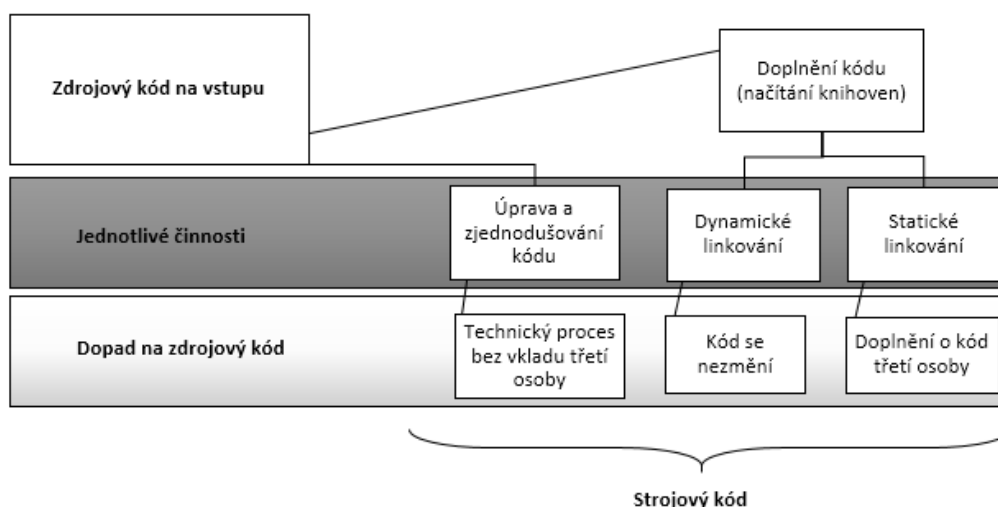 Zdrojový kód na vstupu
Doplnění kódu
(načítání knihoven)
Jednotlivé činnosti
Úprava a
zjednodušování
kódu
Dynamické
linkování
Statické
linkování
Dopad na zdrojový kód
Technický proces
bez vkladu třetí
osoby
Kód se
nezmění
Doplnění o kód
třetí osoby
Strojový kód